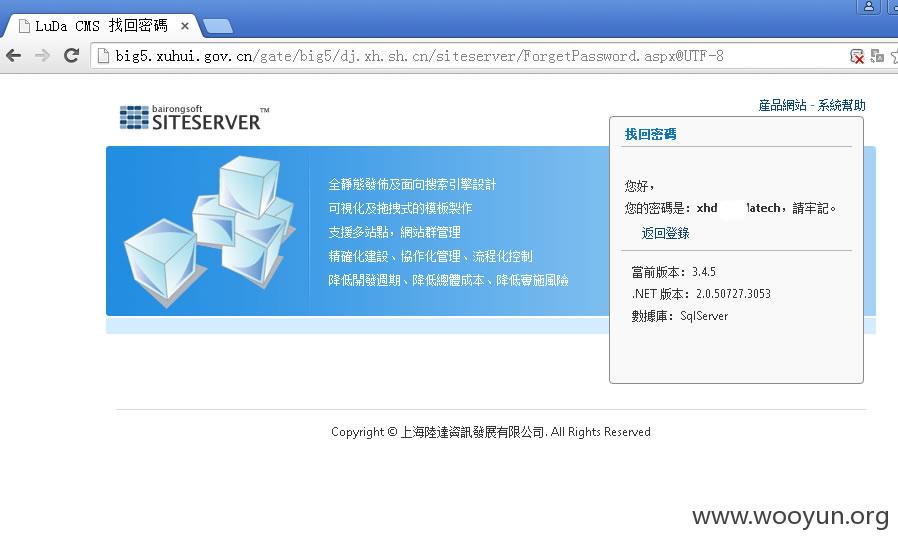 LuDa CMS 找回密碼
big5.xuhui.gov.cn/gate/big5/dj.xh.sh.cn/siteserver/ForgetPassword.aspx@UTF-8
產品網站 - 系統幫助
bairongsoft
SITESERVER™
找回密碼
全靜態發佈及面向搜索引擎設計
可視化及拖拽式的模板製作
支援多站點，網站群管理
精確化建設、協作化管理、流程化控制
降低開發週期、降低總體成本、降低實施風險
您好，
您的密碼是：xhd latech，請牢記。
返回登錄
當前版本：3.4.5
.NET 版本：2.0.50727.3053
數據庫：SqlServer
Copyright © 上海陸達資訊發展有限公司. All Rights Reserved
www.wooyun.org